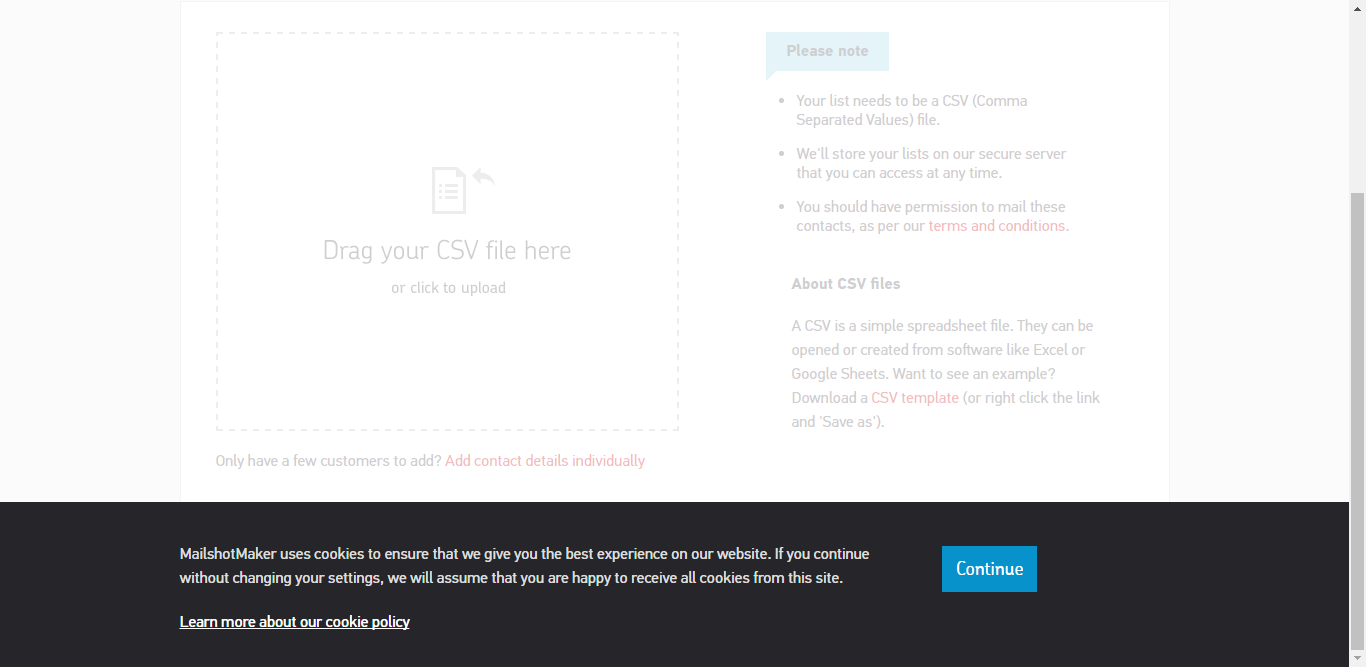 Drag your CSV file here
or click to upload
Only have a few customers to add? Add contact details individually
Please note
Your list needs to be a CSV (Comma
Separated Values) file.
We'll store your lists on our secure server
that you can access at any time.
You should have permission to mail these
contacts, as per our terms and conditions.
About CSV files
A CSV is a simple spreadsheet file. They can be
opened or created from software like Excel or
Google Sheets. Want to see an example?
Download a CSV template (or right click the link
and 'Save as').
MailshotMaker uses cookies to ensure that we give you the best experience on our website. If you continue
without changing your settings, we will assume that you are happy to receive all cookies from this site.
Learn more about our cookie policy
Continue